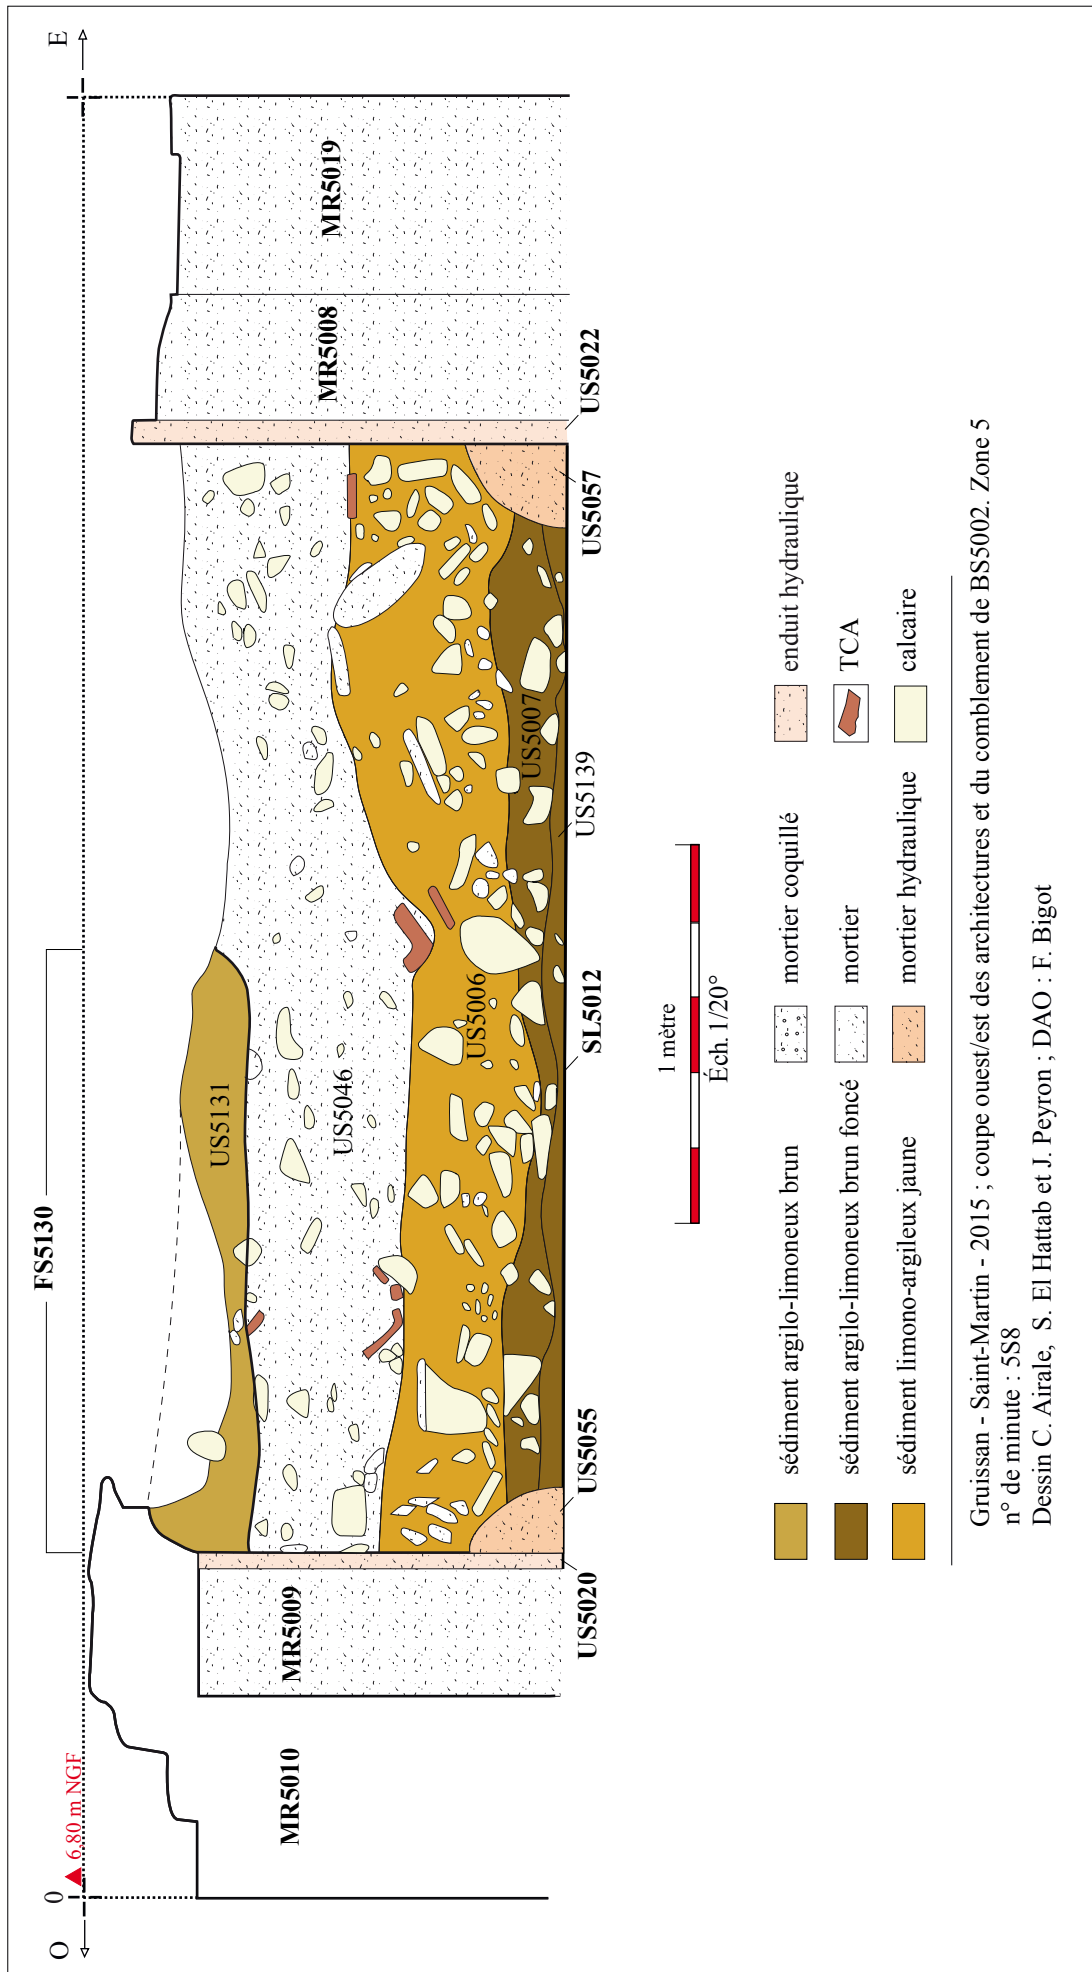 O
0
6.80 m NGF
E
FS5130
MR5010
MR5009
US5131
US5046
US5006
US5007
MR5008
MR5019
US5020
US5055
SL5012
US5139
US5057
US5022
1 mètre
Éch. 1/20°
sédiment argilo-limoneux brun
sédiment argilo-limoneux brun foncé
sédiment limono-argileux jaune
mortier coquillé
mortier
mortier hydraulique
enduit hydraulique
TCA
calcaire
Gruissan - Saint-Martin - 2015 ; coupe ouest/est des architectures et du comblement de BS5002. Zone 5
n° de minute : 5S8
Dessin C. Airale, S. El Hattab et J. Peyron ; DAO : F. Bigot